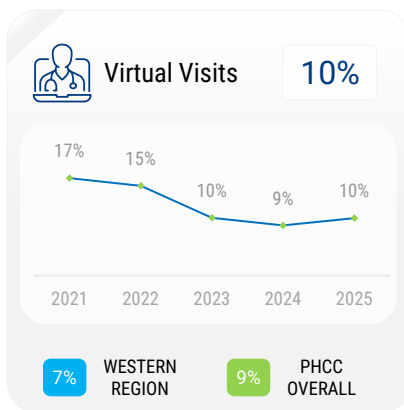 Virtual Visits 10%
17%
15%
10%
9%
10%
2021 2022 2023 2024 2025
7% WESTERN REGION
9% PHCC OVERALL